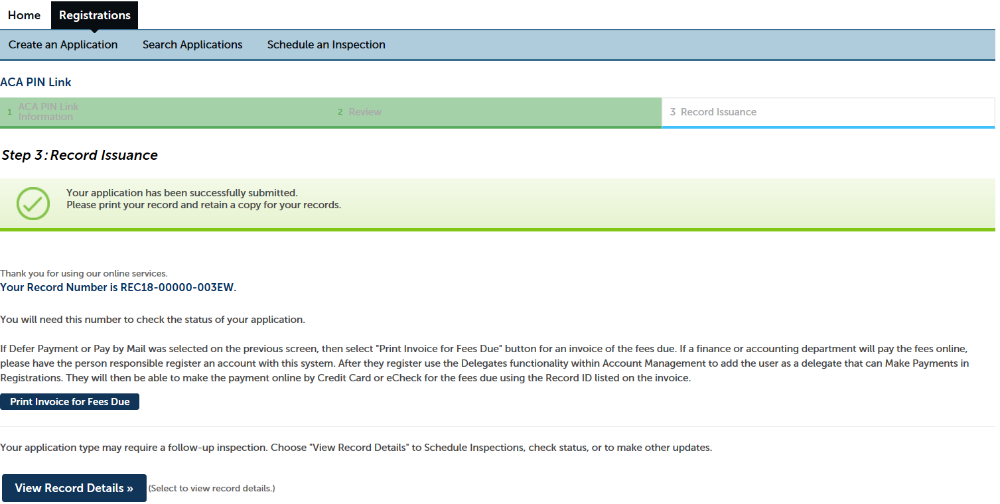 Home Registrations
Create an Application Search Applications Schedule an Inspection
ACA PIN Link
1 ACA PIN Link
Information
2 Review
3 Record Issuance
Step 3: Record Issuance
Your application has been successfully submitted.
Please print your record and retain a copy for your records.
Thank you for using our online services.
Your Record Number is REC18-00000-003EW.
You will need this number to check the status of your application.
If Defer Payment or Pay by Mail was selected on the previous screen, then select "Print Invoice for Fees Due" button for an invoice of the fees due. If a finance or accounting department will pay the fees online,
please have the person responsible register an account with this system. After they register use the Delegates functionality within Account Management to add the user as a delegate that can Make Payments in
Registrations. They will then be able to make the payment online by Credit Card or eCheck for the fees due using the Record ID listed on the invoice.
Print Invoice for Fees Due
Your application type may require a follow-up inspection. Choose "View Record Details" to Schedule Inspections, check status, or to make other updates.
View Record Details » (Select to view record details.)